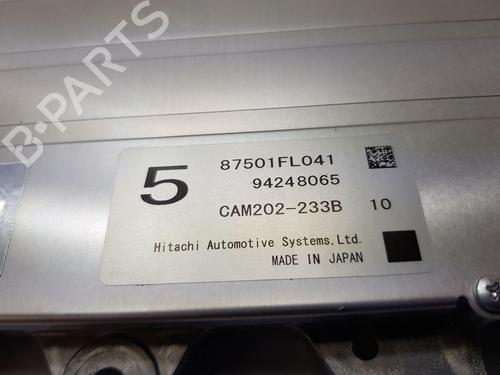 B-PARTS
5
87501FL041
94248065
CAM202-233B 10
Hitachi Automotive Systems, Ltd.
MADE IN JAPAN